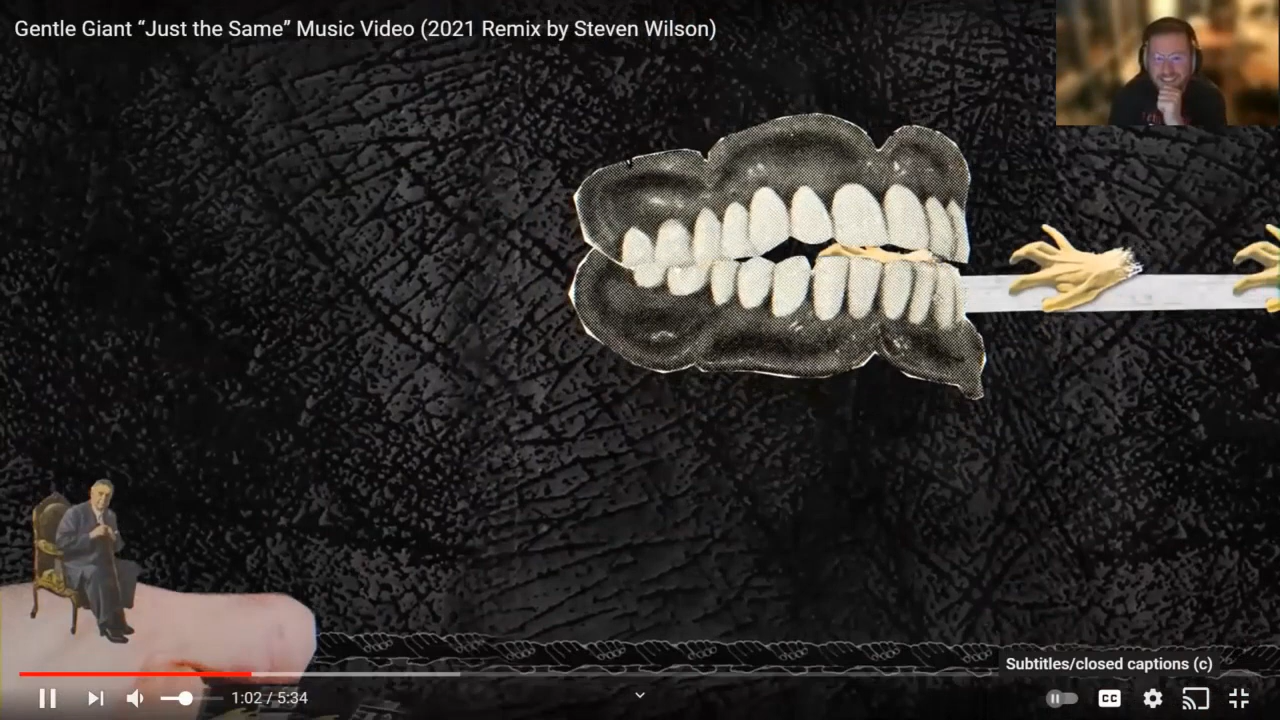 Gentle Giant “Just the Same” Music Video (2021 Remix by Steven Wilson)
Subtitles/closed captions (c)
1:02 / 5:34
CC